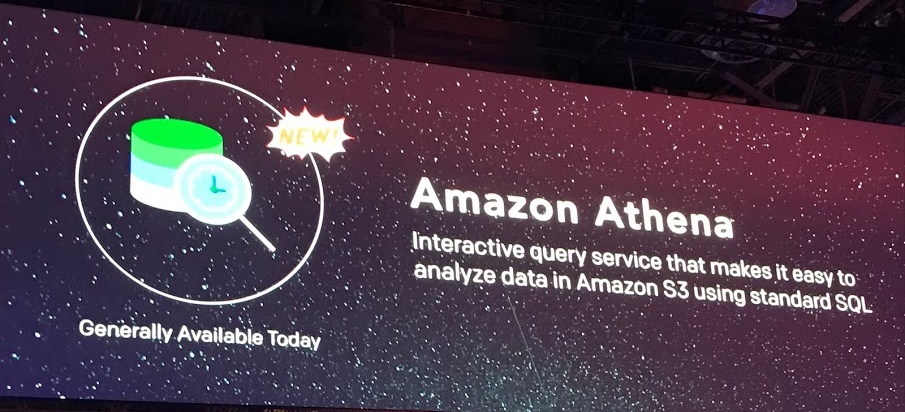 NEW!
Amazon Athena
Interactive query service that makes it easy to
analyze data in Amazon S3 using standard SQL
Generally Available Today